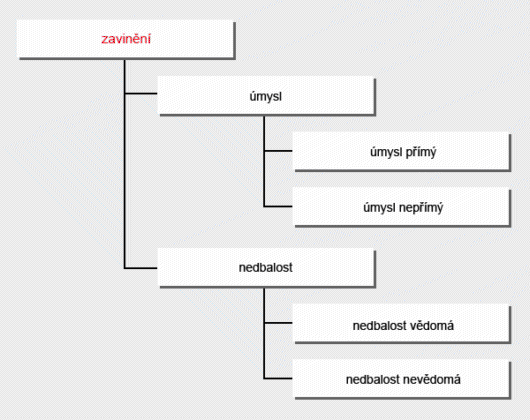 zavinění
úmysl
úmysl přímý
úmysl nepřímý
nedbalost
nedbalost vědomá
nedbalost nevědomá